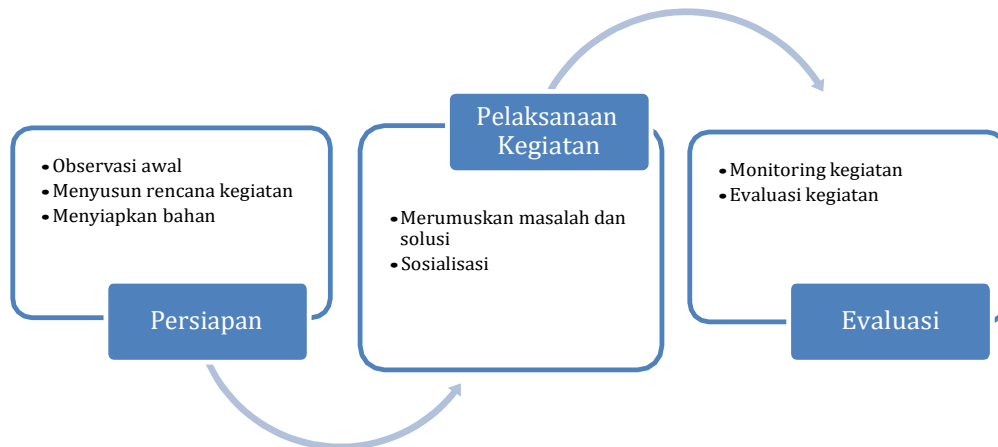 • Observasi awal
• Menyusun rencana kegiatan
• Menyiapkan bahan
Persiapan
Pelaksanaan
Kegiatan
• Merumuskan masalah dan
solusi
• Sosialisasi
• Monitoring kegiatan
• Evaluasi kegiatan
Evaluasi